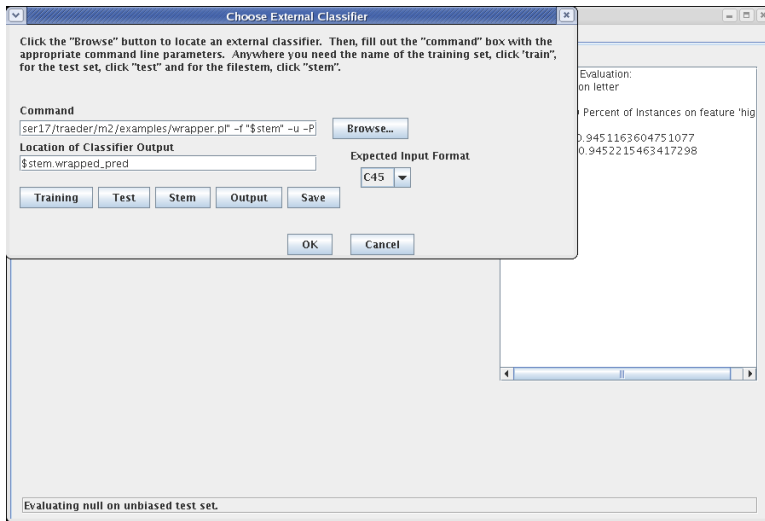 Choose External Classifier
Click the "Browse" button to locate an external classifier. Then, fill out the "command" box with the
appropriate command line parameters. Anywhere you need the name of the training set, click 'train",
for the test set, click "test" and for the filestem, click "stem".
Command
ser17/traeder/m2/examples/wrapper.pl" -f "$stem" -u -P
Browse...
Location of Classifier Output
$stem.wrapped_pred
Expected Input Format
C45
Training
Test
Stem
Output
Save
OK
Cancel
Evaluation:
on letter
Percent of Instances on feature 'hig
0.9451163604751077
0.9452215463417298
Evaluating null on unbiased test set.